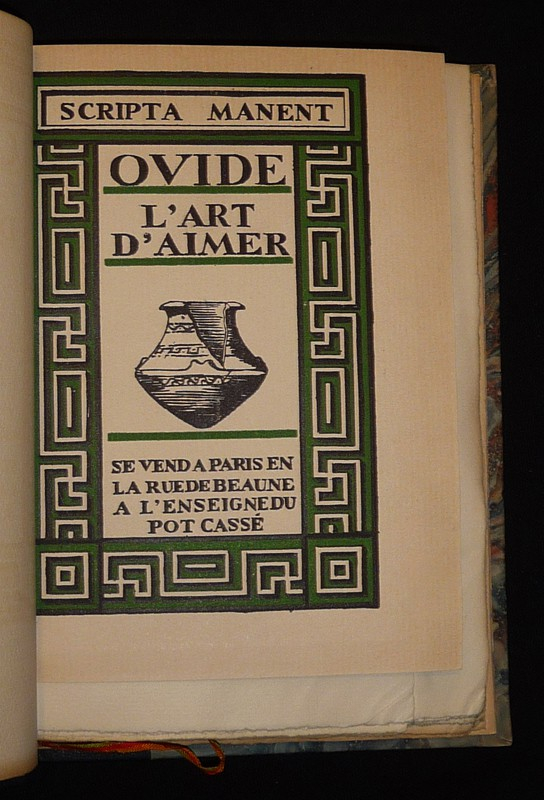 SCRIPTA MANENT
OVIDE
L'ART
D'AIMER
SE VEND A PARIS EN
LA RUE DE BEAUNE
A L'ENSEIGNE DU
POT CASSÉ